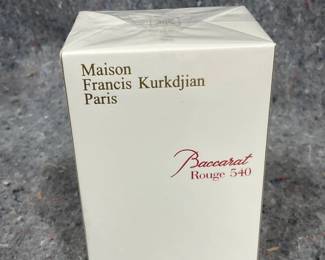 Maison
Francis Kurkdjian
Paris
Baccarat
Rouge 540